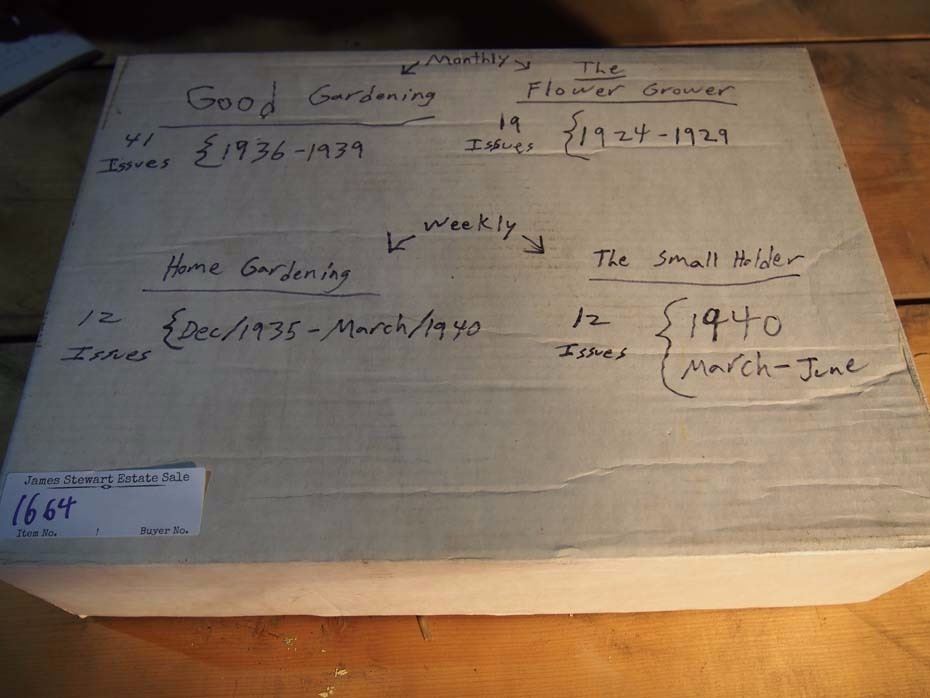 Monthly
Good Gardening
41 Issues { 1936-1939
The Flower Grower
19 Issues { 1924-1929
Weekly
Home Gardening
12 Issues { Dec/1935 - March/1940
The Small Holder
12 Issues { 1940
March - June
James Stewart Estate Sale
1664
Item No. Buyer No.